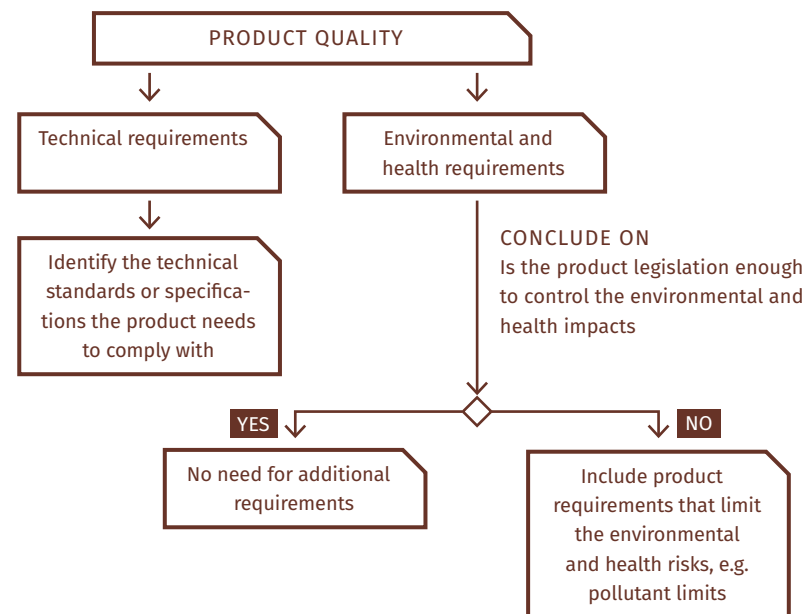 PRODUCT QUALITY
Technical requirements
Environmental and
health requirements
Identify the technical
standards or specifica-
tions the product needs
to comply with
CONCLUDE ON
Is the product legislation enough
to control the environmental and
health impacts
YES
NO
No need for additional
requirements
Include product
requirements that limit
the environmental
and health risks, e.g.
pollutant limits